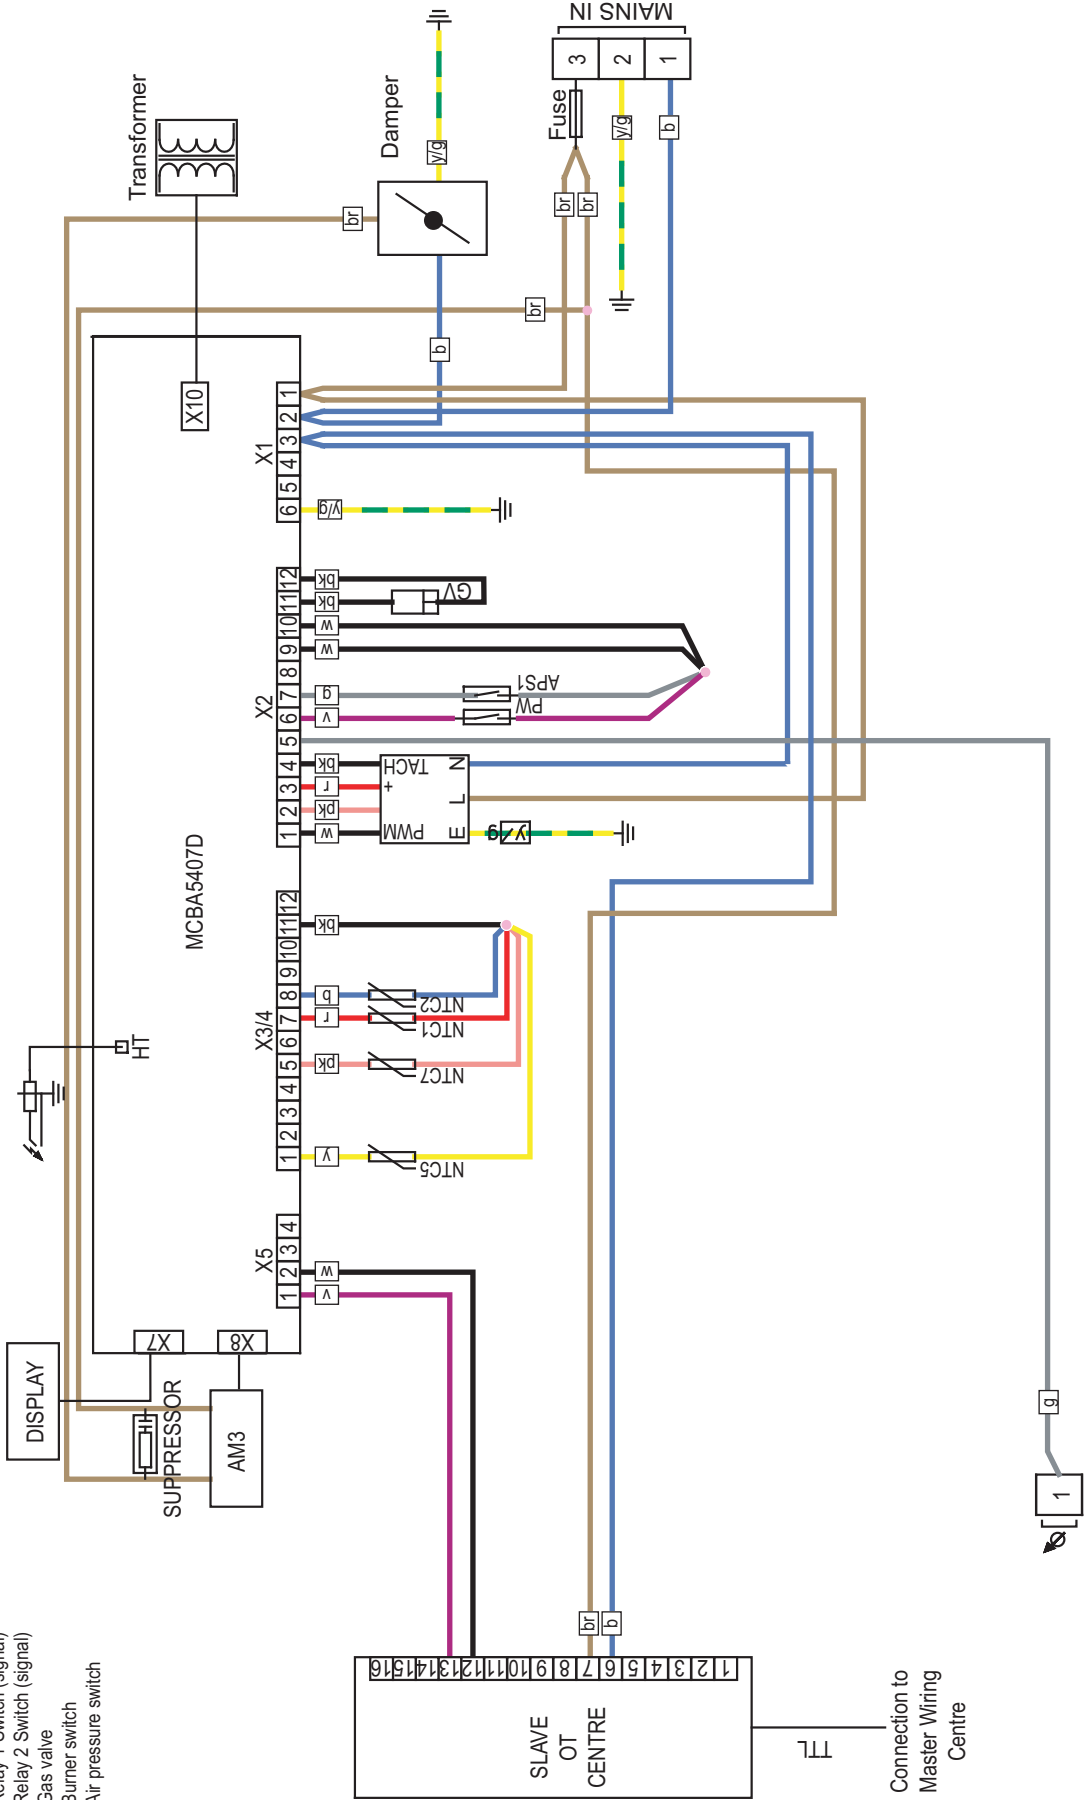 Relay 1 Switch (signal)
Relay 2 Switch (signal)
Gas valve
Burner switch
Air pressure switch
DISPLAY
SUPPRESSOR
AM3
X7
X8
HT
MCBA5407D
X10
Transformer
Damper
Fuse
MAINS IN
3
2
1
br
y/g
b
br
br
y/g
b
br
X5
1 2 3 4
v
w
X3/4
1 2 3 4 5 6 7 8 9 10 11 12
y
pk
r
b
bk
NTC5
NTC7
NTC1
NTC2
X2
1 2 3 4 5 6 7 8 9 10 11 12
w
pk
r
bk
v
g
w
w
bk
bk
PWM
+
TACH
E
L
N
y/g
PW
APS1
GV
X1
6 5 4 3 2 1
y/g
SLAVE
OT
CENTRE
16 15 14 13 12 11 10 9 8 7 6 5 4 3 2 1
br
b
TTL
Connection to
Master Wiring
Centre
g
1